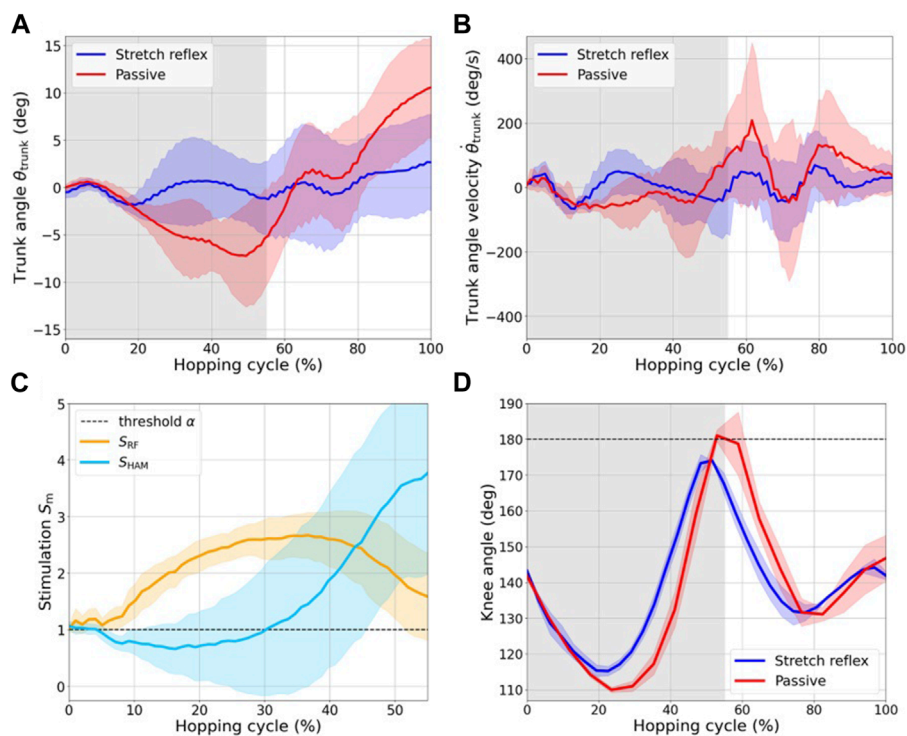 A
15
10
5
0
−5
−10
−15
Trunk angle θtrunk (deg)
Stretch reflex
Passive
0
20
40
60
80
100
Hopping cycle (%)
B
400
200
0
−200
−400
Trunk angle velocity θ̇trunk (deg/s)
Stretch reflex
Passive
0
20
40
60
80
100
Hopping cycle (%)
C
5
4
3
2
1
0
Stimulation Sm
threshold α
SRF
SHAM
0
10
20
30
40
50
Hopping cycle (%)
D
190
180
170
160
150
140
130
120
110
Knee angle (deg)
Stretch reflex
Passive
0
20
40
60
80
100
Hopping cycle (%)